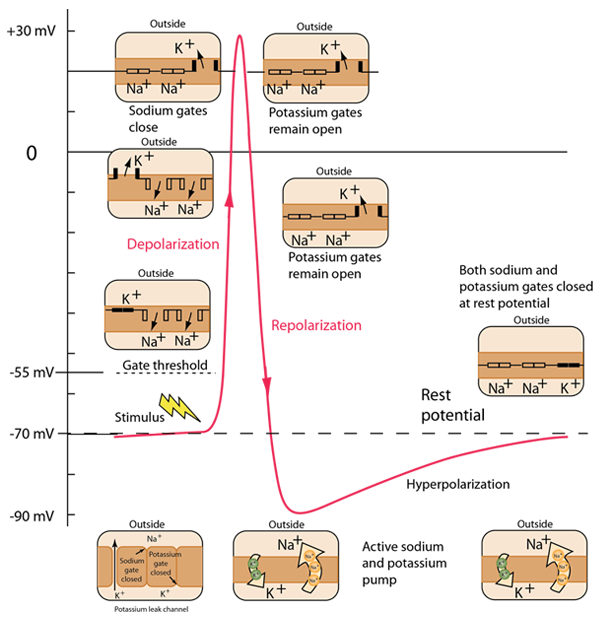 +30 mV
Outside
K+
Na+ Na+
Sodium gates
close
Outside
K+
Na+ Na+
Potassium gates
remain open
0
Outside
K+
Na+ Na+
Depolarization
Outside
K+
Na+ Na+
Potassium gates
remain open
Outside
K+
Na+ Na+
Repolarization
Both sodium and
potassium gates closed
at rest potential
Outside
Na+ Na+ K+
Gate threshold
-55 mV
Stimulus
Rest
potential
-70 mV
Hyperpolarization
-90 mV
Outside
Na+
Sodium
gate
closed
Potassium
gate
closed
K+ K+
Potassium leak channel
Outside
Na+
K+
Active sodium
and potassium
pump
Outside
Na+
K+